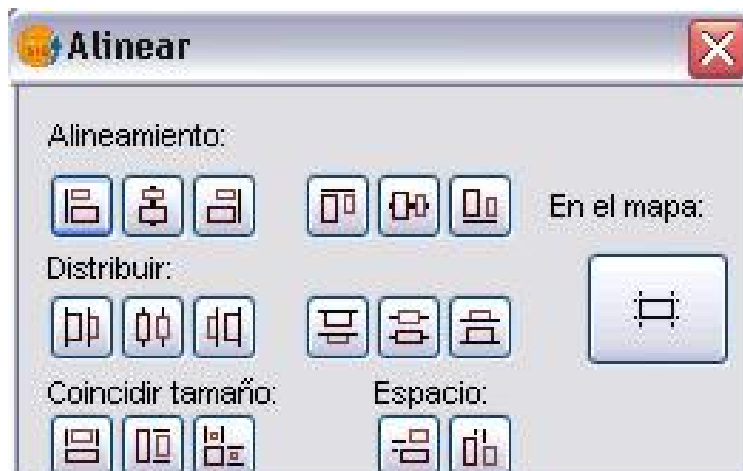 Alinear
Alineamiento:
En el mapa:
Distribuir:
Coincidir tamaño:
Espacio: